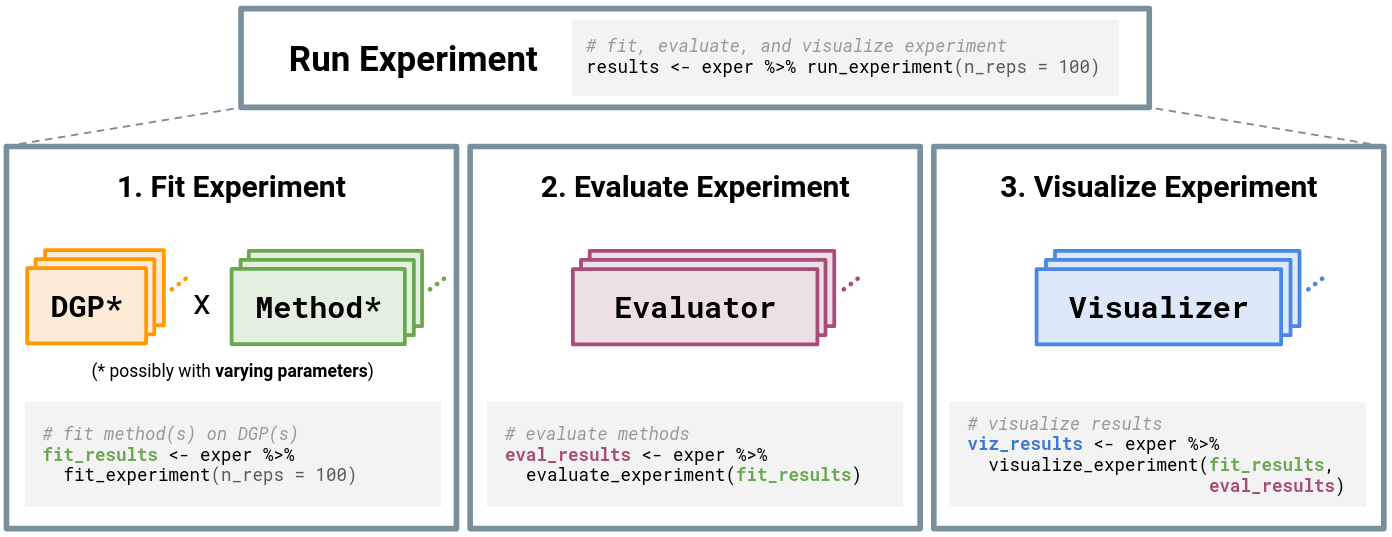 Run Experiment
# fit, evaluate, and visualize experiment
results <- exper %>% run_experiment(n_reps = 100)
1. Fit Experiment
DGP*
x
Method*
(* possibly with varying parameters)
# fit method(s) on DGP(s)
fit_results <- exper %>%
  fit_experiment(n_reps = 100)
2. Evaluate Experiment
Evaluator
# evaluate methods
eval_results <- exper %>%
  evaluate_experiment(fit_results)
3. Visualize Experiment
Visualizer
# visualize results
viz_results <- exper %>%
  visualize_experiment(fit_results,
                       eval_results)